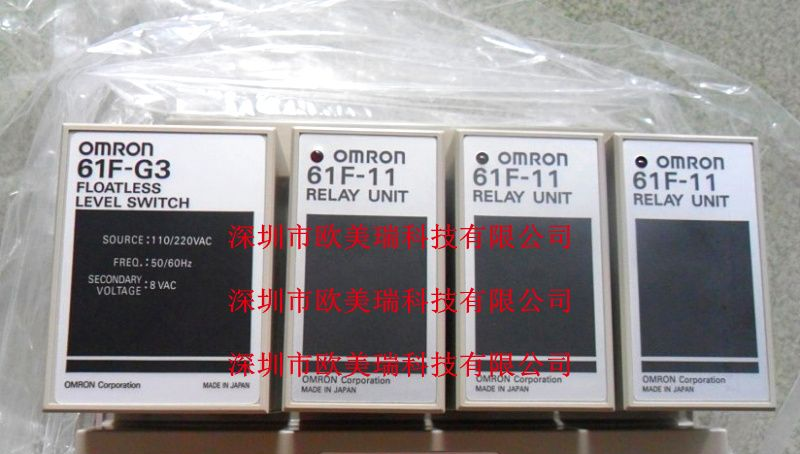 OMRON
61F-G3
FLOATLESS
LEVEL SWITCH
SOURCE:110/220VAC
FREQ.:50/60Hz
SECONDARY
VOLTAGE:8VAC
OMRON Corporation MADE IN JAPAN
OMRON
61F-11
RELAY UNIT
OMRON Corporation
MADE IN JAPAN
OMRON
61F-11
RELAY UNIT
OMRON Corporation
MADE IN JAPAN
OMRON
61F-11
RELAY UNIT
OMRON Corporation
MADE IN JAPAN
深圳市欧美瑞科技有限公司
深圳市欧美瑞科技有限公司
深圳市欧美瑞科技有限公司